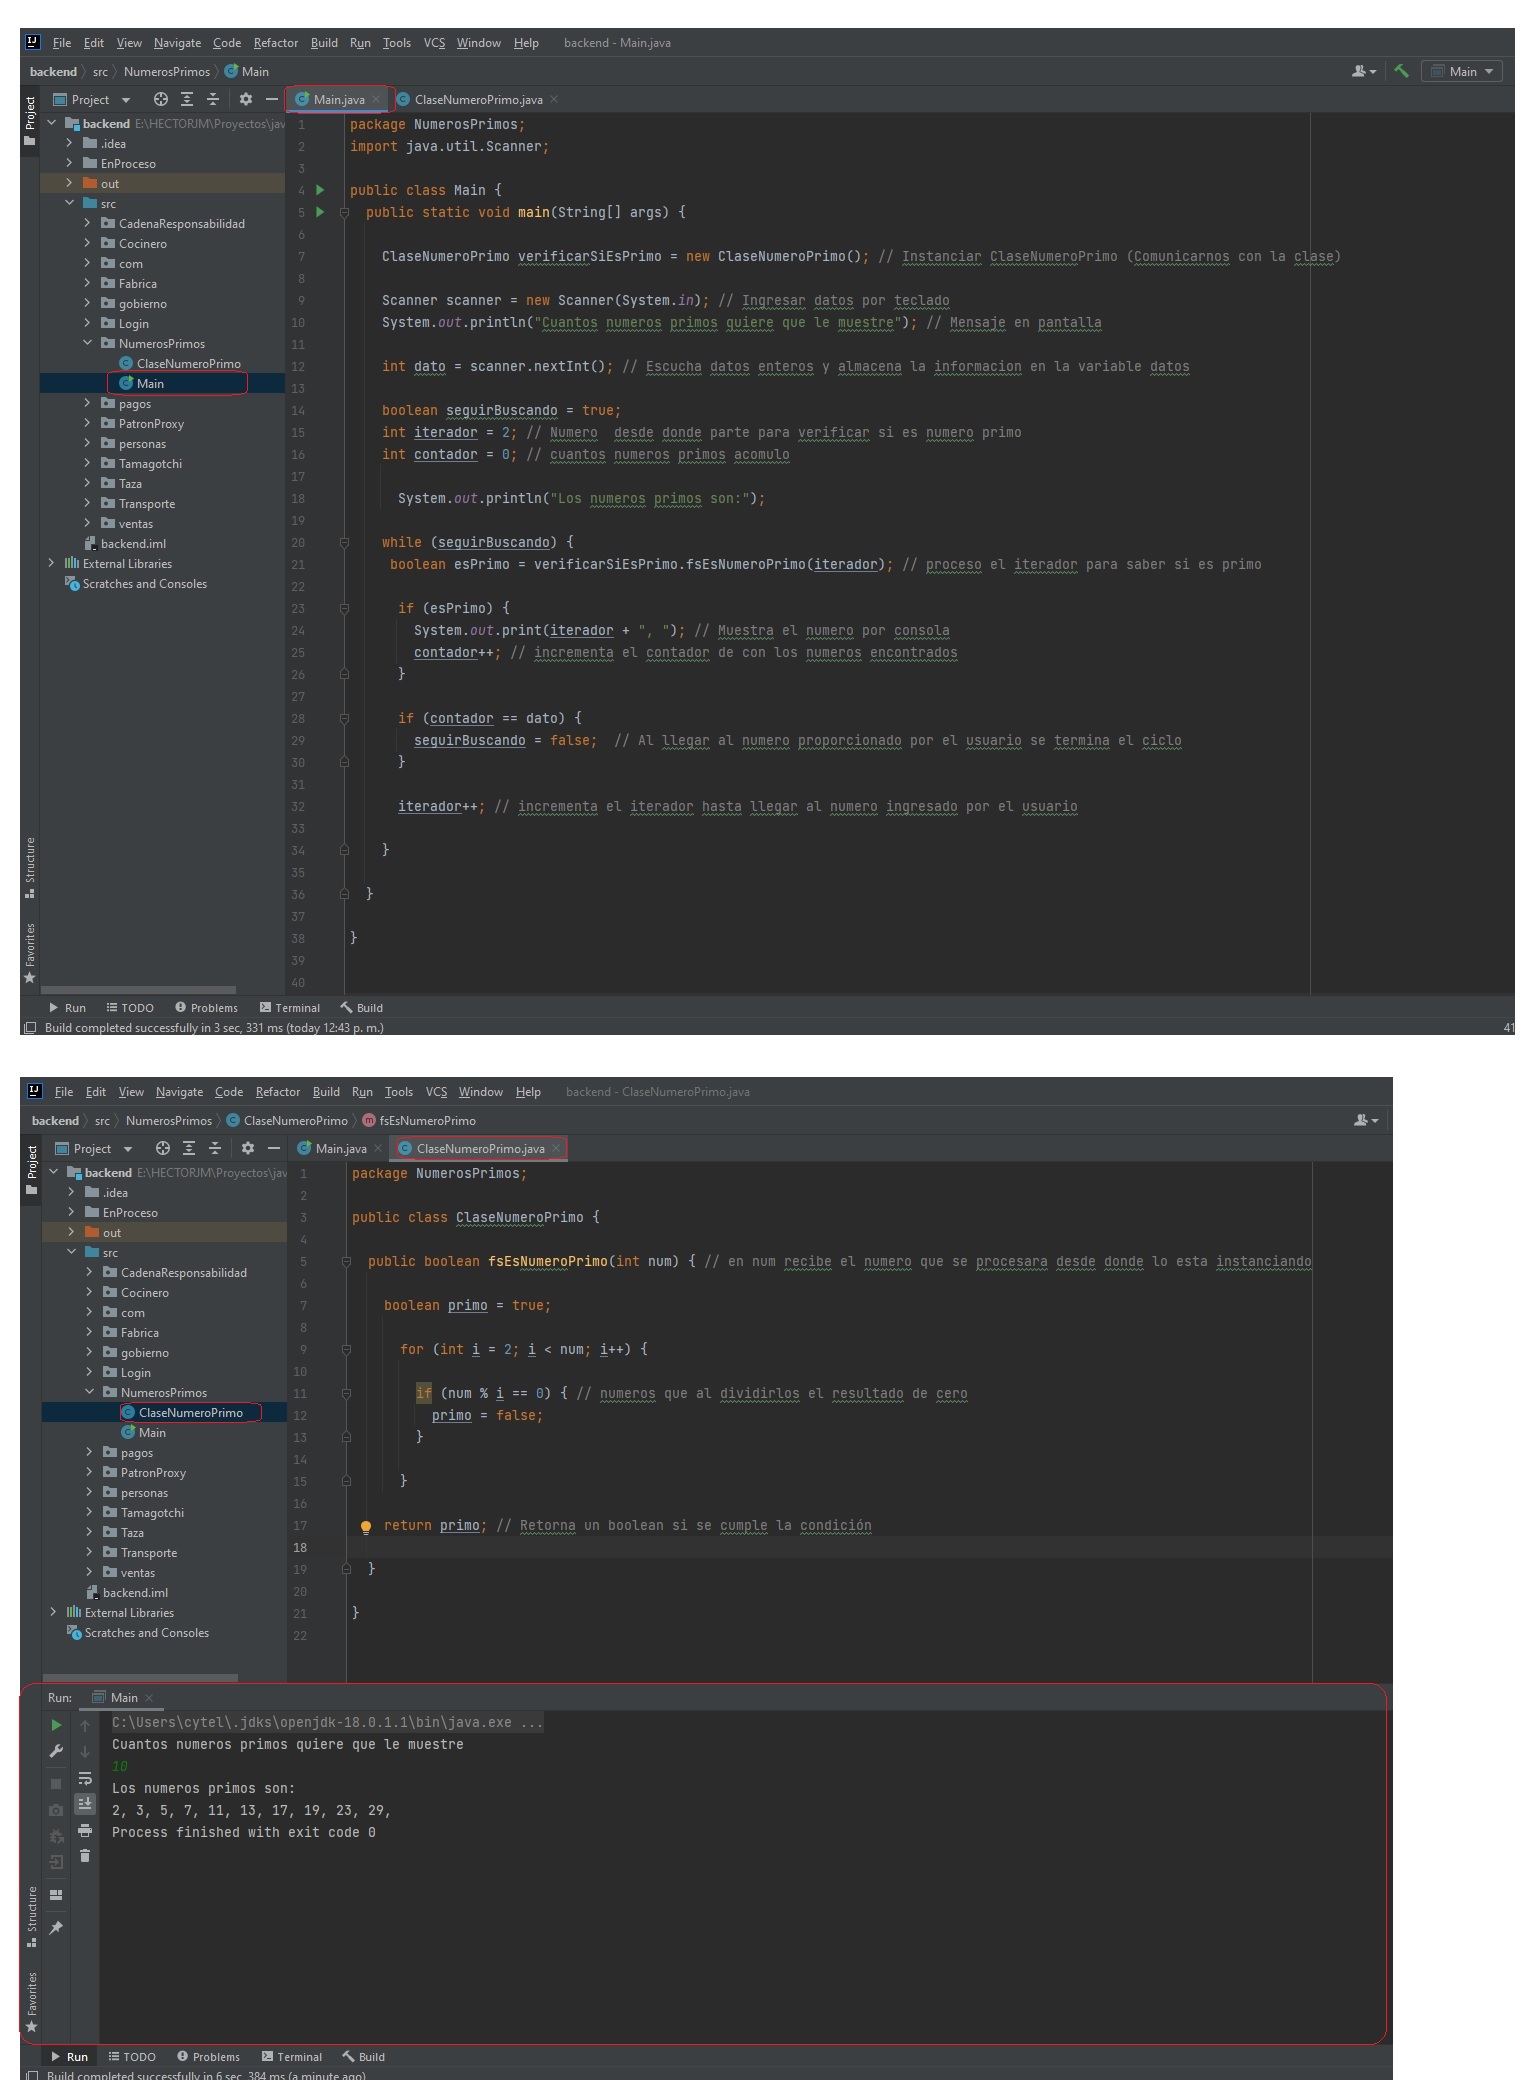 File Edit View Navigate Code Refactor Build Run Tools VCS Window Help backend - Main.java
backend src NumerosPrimos Main Main
Project Main.java ClaseNumeroPrimo.java
Project
backend E:\HECTORJM\Proyectos\jav
.idea
EnProceso
out
src
CadenaResponsabilidad
Cocinero
com
Fabrica
gobierno
Login
NumerosPrimos
ClaseNumeroPrimo
Main
pagos
PatronProxy
personas
Tamagotchi
Taza
Transporte
ventas
backend.iml
External Libraries
Scratches and Consoles
Structure
Favorites
1 package NumerosPrimos;
2 import java.util.Scanner;
3
4 public class Main {
5 public static void main(String[] args) {
6
7 ClaseNumeroPrimo verificarSiEsPrimo = new ClaseNumeroPrimo(); // Instanciar ClaseNumeroPrimo (Comunicarnos con la clase)
8
9 Scanner scanner = new Scanner(System.in); // Ingresar datos por teclado
10 System.out.println("Cuantos numeros primos quiere que le muestre"); // Mensaje en pantalla
11
12 int dato = scanner.nextInt(); // Escucha datos enteros y almacena la informacion en la variable datos
13
14 boolean seguirBuscando = true;
15 int iterador = 2; // Numero  desde donde parte para verificar si es numero primo
16 int contador = 0; // cuantos numeros primos acomulo
17
18 System.out.println("Los numeros primos son:");
19
20 while (seguirBuscando) {
21 boolean esPrimo = verificarSiEsPrimo.fsEsNumeroPrimo(iterador); // proceso el iterador para saber si es primo
22
23 if (esPrimo) {
24 System.out.print(iterador + ", "); // Muestra el numero por consola
25 contador++; // incrementa el contador de con los numeros encontrados
26 }
27
28 if (contador == dato) {
29 seguirBuscando = false;  // Al llegar al numero proporcionado por el usuario se termina el ciclo
30 }
31
32 iterador++; // incrementa el iterador hasta llegar al numero ingresado por el usuario
33
34 }
35
36 }
37
38 }
39
40
Run TODO Problems Terminal Build
Build completed successfully in 3 sec, 331 ms (today 12:43 p. m.) 41
File Edit View Navigate Code Refactor Build Run Tools VCS Window Help backend - ClaseNumeroPrimo.java
backend src NumerosPrimos ClaseNumeroPrimo fsEsNumeroPrimo
Project Main.java ClaseNumeroPrimo.java
Project
backend E:\HECTORJM\Proyectos\jav
.idea
EnProceso
out
src
CadenaResponsabilidad
Cocinero
com
Fabrica
gobierno
Login
NumerosPrimos
ClaseNumeroPrimo
Main
pagos
PatronProxy
personas
Tamagotchi
Taza
Transporte
ventas
backend.iml
External Libraries
Scratches and Consoles
1 package NumerosPrimos;
2
3 public class ClaseNumeroPrimo {
4
5 public boolean fsEsNumeroPrimo(int num) { // en num recibe el numero que se procesara desde donde lo esta instanciando
6
7 boolean primo = true;
8
9 for (int i = 2; i < num; i++) {
10
11 if (num % i == 0) { // numeros que al dividirlos el resultado de cero
12 primo = false;
13 }
14
15 }
16
17 return primo; // Retorna un boolean si se cumple la condición
18
19 }
20
21 }
22
Run: Main
C:\Users\cytel\.jdks\openjdk-18.0.1.1\bin\java.exe ...
Cuantos numeros primos quiere que le muestre
10
Los numeros primos son:
2, 3, 5, 7, 11, 13, 17, 19, 23, 29,
Process finished with exit code 0
Structure
Favorites
Run TODO Problems Terminal Build
Build completed successfully in 6 sec, 384 ms (a minute ago)